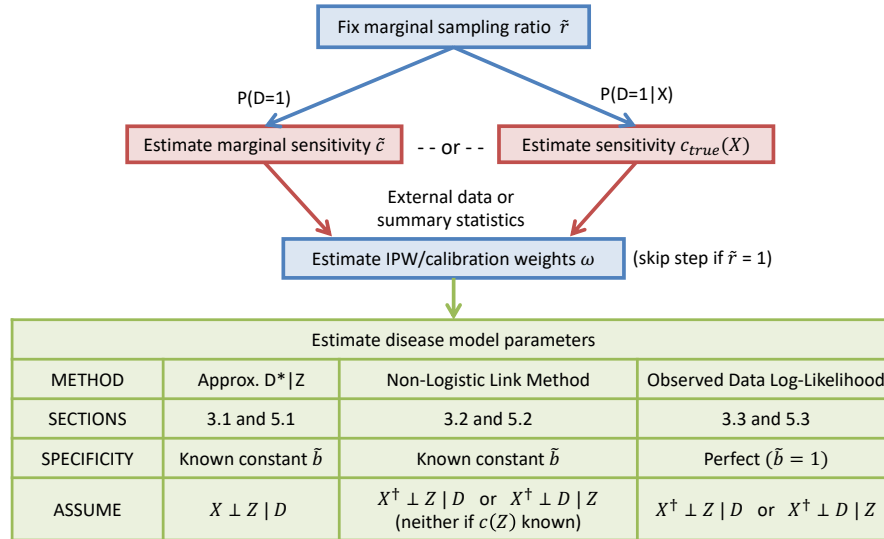 Fix marginal sampling ratio r̃
P(D=1)
P(D=1|X)
Estimate marginal sensitivity c̃
- - or - -
Estimate sensitivity c_true(X)
External data or
summary statistics
Estimate IPW/calibration weights ω
(skip step if r̃ = 1)
Estimate disease model parameters
METHOD
Approx. D*|Z
Non-Logistic Link Method
Observed Data Log-Likelihood
SECTIONS
3.1 and 5.1
3.2 and 5.2
3.3 and 5.3
SPECIFICITY
Known constant b̃
Known constant b̃
Perfect (b̃ = 1)
ASSUME
X ⊥ Z | D
X† ⊥ Z | D or X† ⊥ D | Z
(neither if c(Z) known)
X† ⊥ Z | D or X† ⊥ D | Z